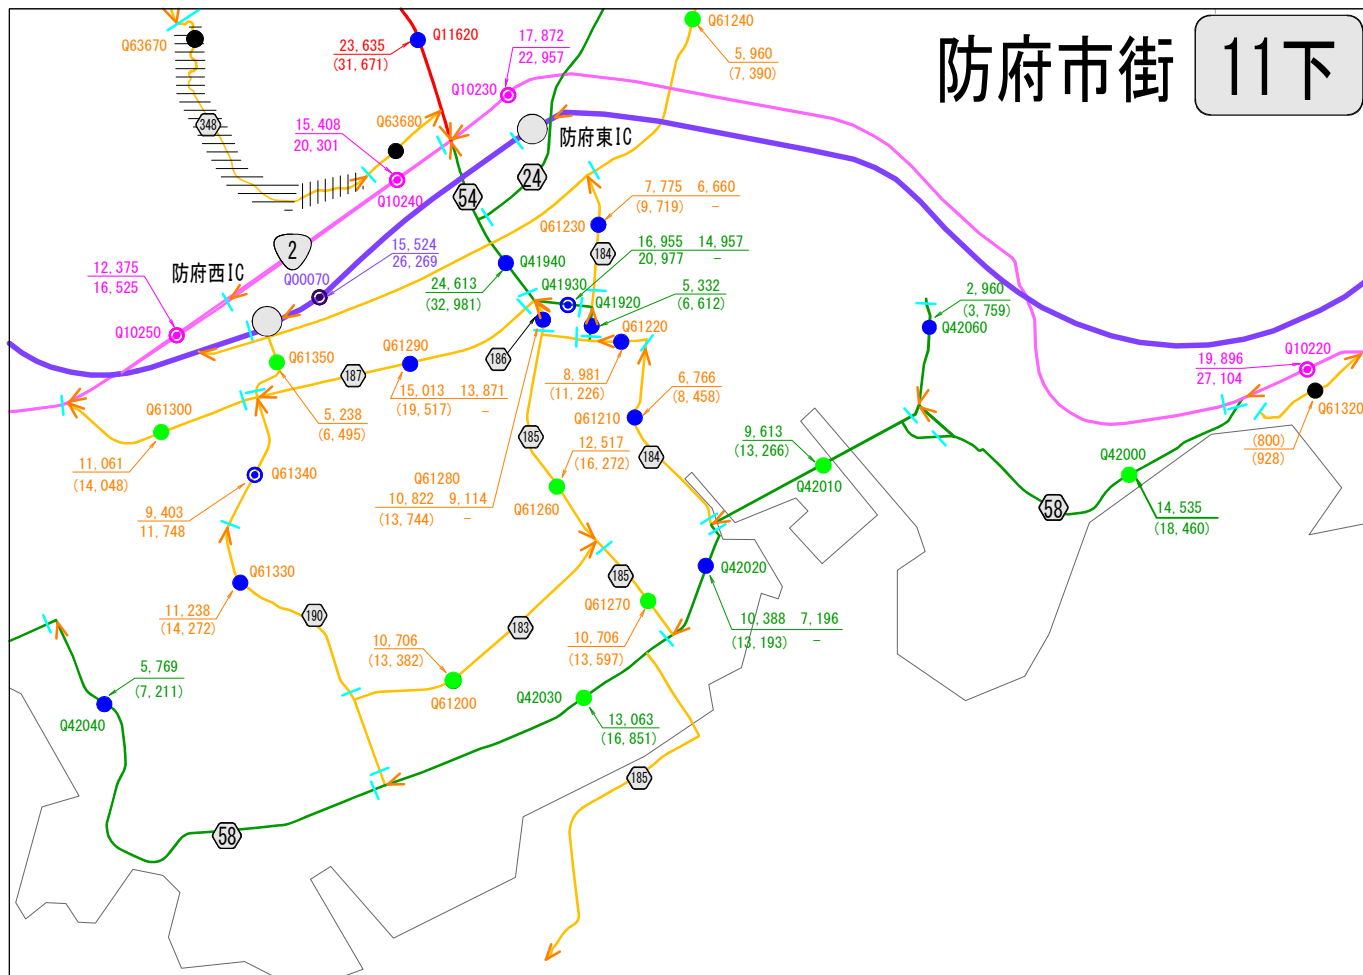 防府市街
11下
Q63670
23,635
(31,671)
Q11620
17,872
22,957
Q61240
5,960
(7,390)
Q10230
348
15,408
20,301
Q63680
防府東IC
Q10240
54
24
7,775 6,660
(9,719) －
Q61230
184
16,955 14,957
20,977 －
2
防府西IC
12,375
16,525
15,524
26,269
Q00070
Q41940
24,613
(32,981)
Q41930
Q41920
5,332
(6,612)
2,960
(3,759)
Q42060
Q10250
186
Q61220
8,981
(11,226)
Q61350
Q61290
187
15,013 13,871
(19,517) －
5,238
(6,495)
19,896
27,104
Q10220
Q61320
(800)
(928)
Q61300
11,061
(14,048)
6,766
(8,458)
Q61210
184
185
12,517
(16,272)
9,613
(13,266)
Q42010
Q42000
14,535
(18,460)
58
Q61340
9,403
11,748
Q61280
10,822 9,114
(13,744) －
Q61260
Q42020
10,388 7,196
(13,193) －
Q61330
11,238
(14,272)
190
185
Q61270
10,706
(13,597)
183
10,706
(13,382)
Q61200
5,769
(7,211)
Q42040
Q42030
13,063
(16,851)
185
58